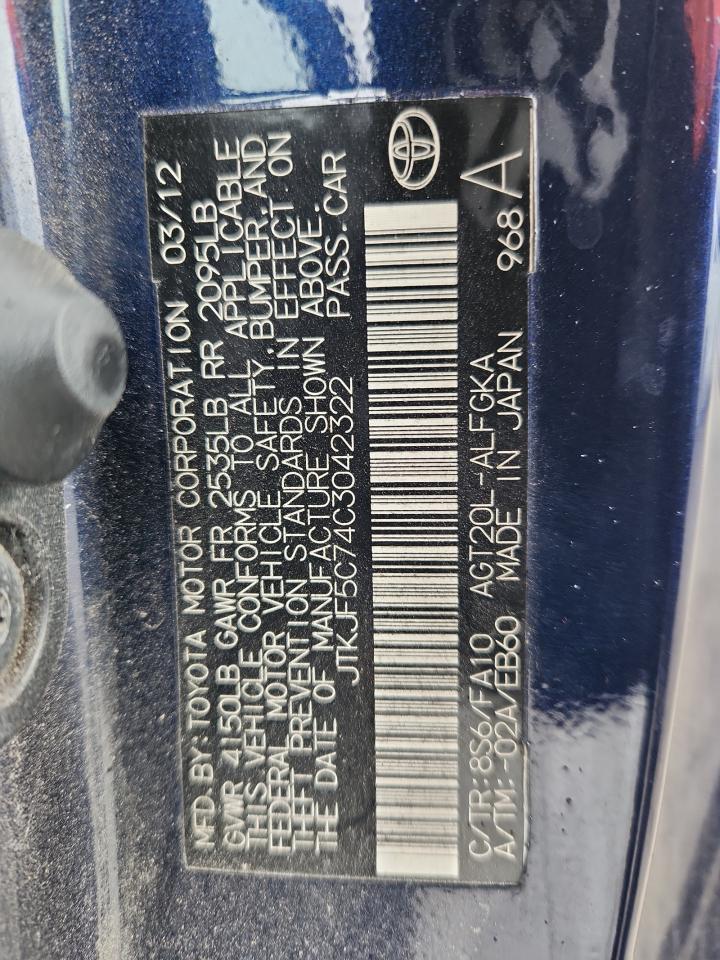 MFD.BY:TOYOTA MOTOR CORPORATION 03/12
GVWR 4150LB GAWR FR 2535LB RR 2095LB
THIS VEHICLE CONFORMS TO ALL APPLICABLE
FEDERAL MOTOR VEHICLE SAFETY,BUMPER,AND
THEFT PREVENTION STANDARDS IN EFFECT ON
THE DATE OF MANUFACTURE SHOWN ABOVE.
JTKJF5C74C3042322 PASS.CAR
C/TR:8S6/FA10 AGT20L-ALFGKA
A/TM:-02A/EB60 MADE IN JAPAN 968 A